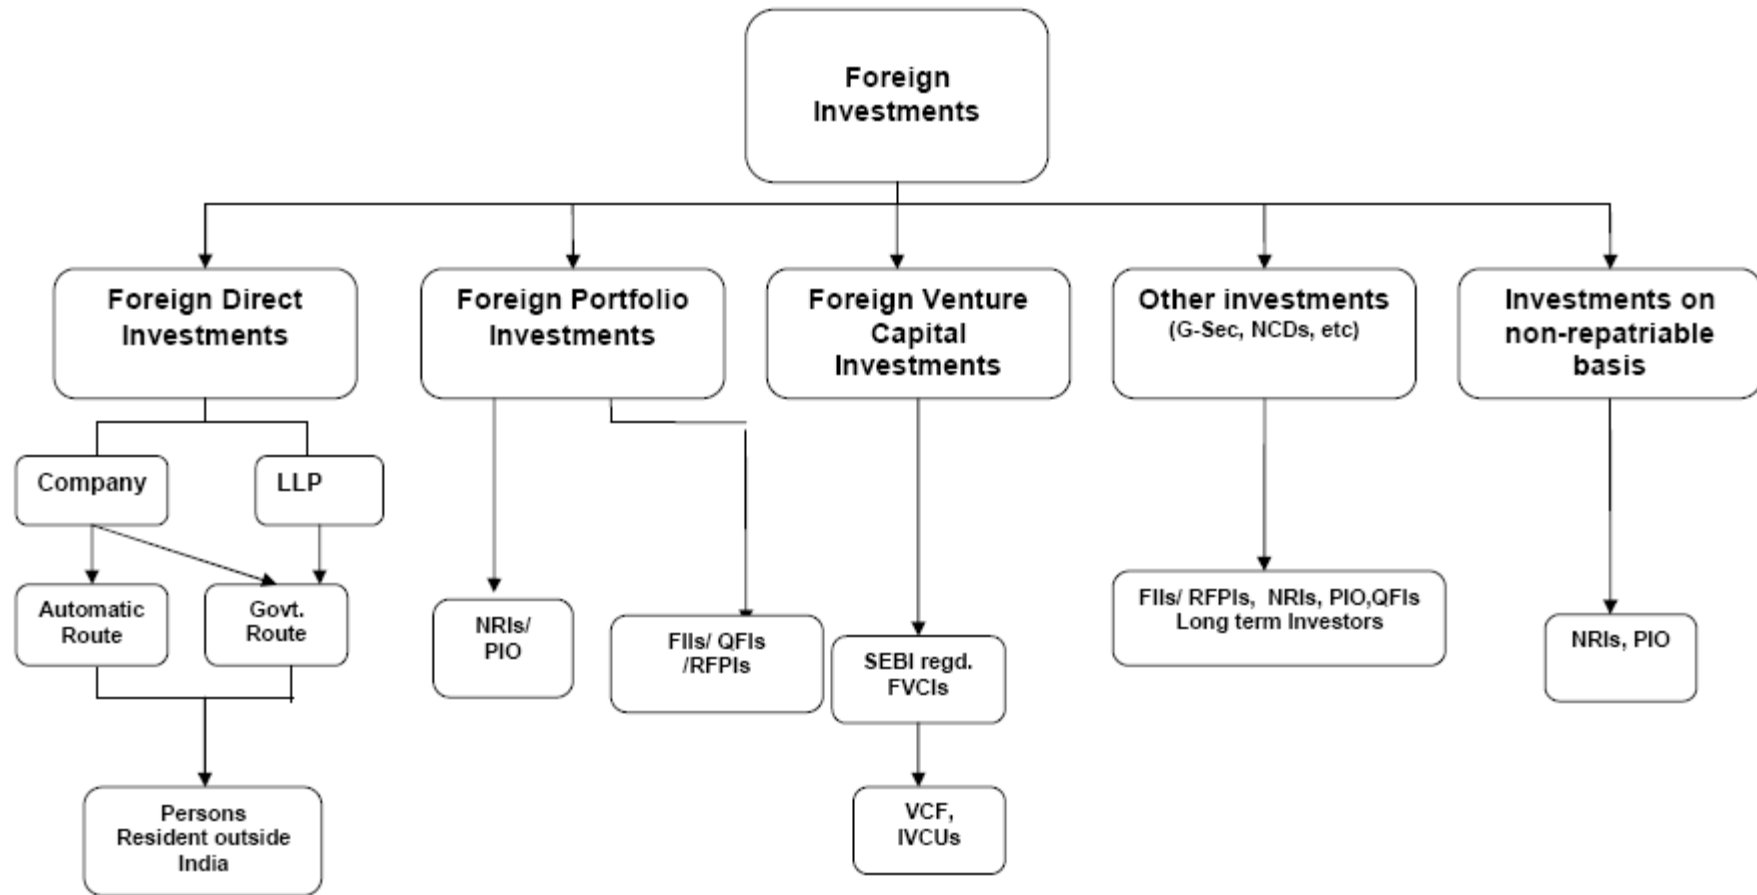 Foreign
Investments
Foreign Direct
Investments
Foreign Portfolio
Investments
Foreign Venture
Capital
Investments
Other investments
(G-Sec, NCDs, etc)
Investments on
non-repatriable
basis
Company
LLP
Automatic
Route
Govt.
Route
Persons
Resident outside
India
NRIs/
PIO
FIIs/ QFIs
/RFPIs
SEBI regd.
FVCIs
VCF,
IVCUs
FIIs/ RFPIs, NRIs, PIO,QFIs
Long term Investors
NRIs, PIO